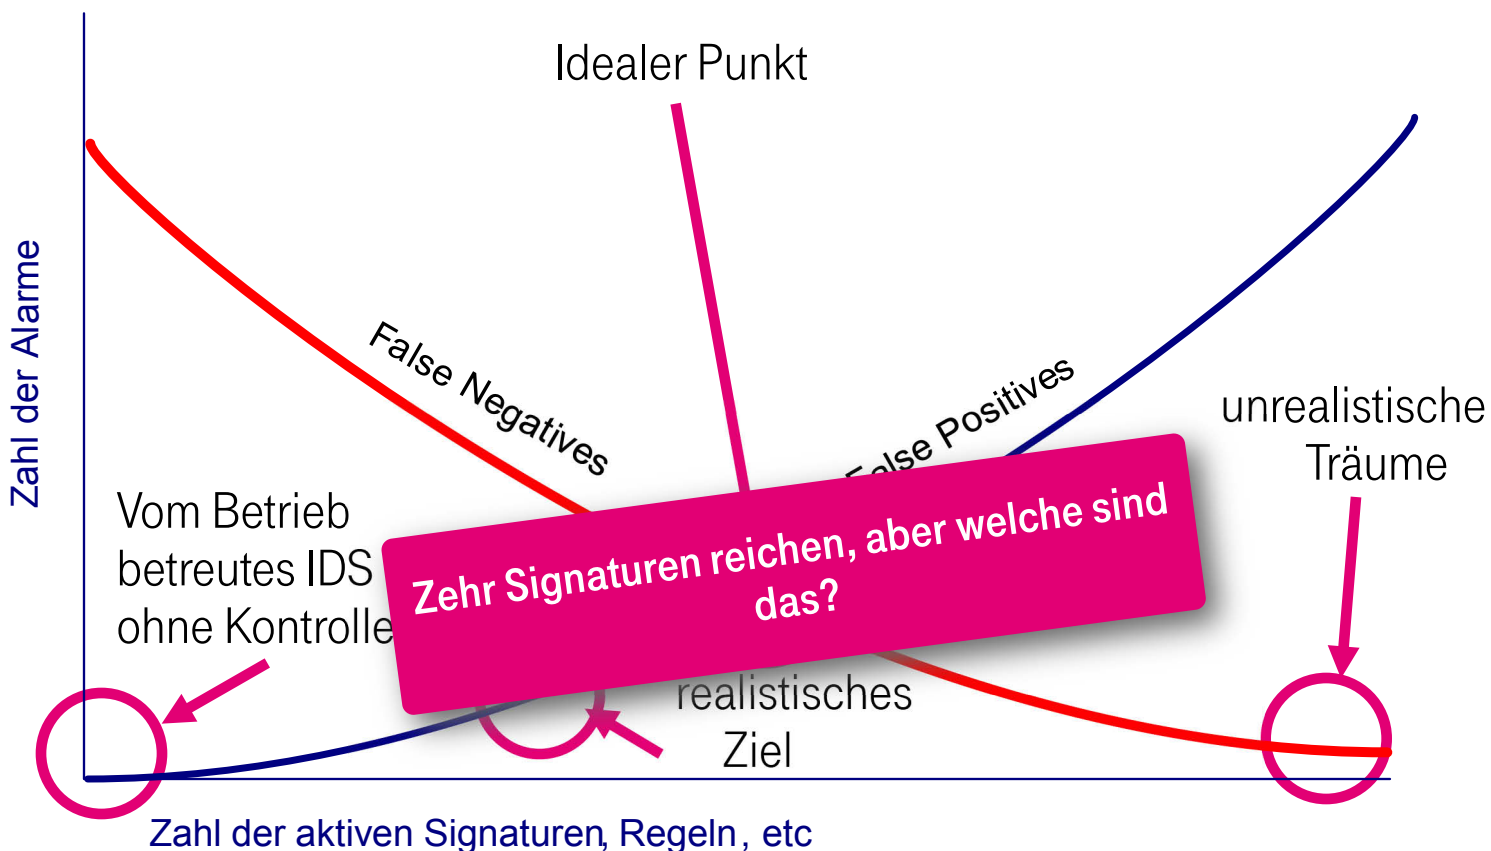 Idealer Punkt
Zahl der Alarme
False Negatives
False Positives
unrealistische
Träume
Vom Betrieb
betreutes IDS
ohne Kontrolle
Zehr Signaturen reichen, aber welche sind
das?
realistisches
Ziel
Zahl der aktiven Signaturen, Regeln, etc